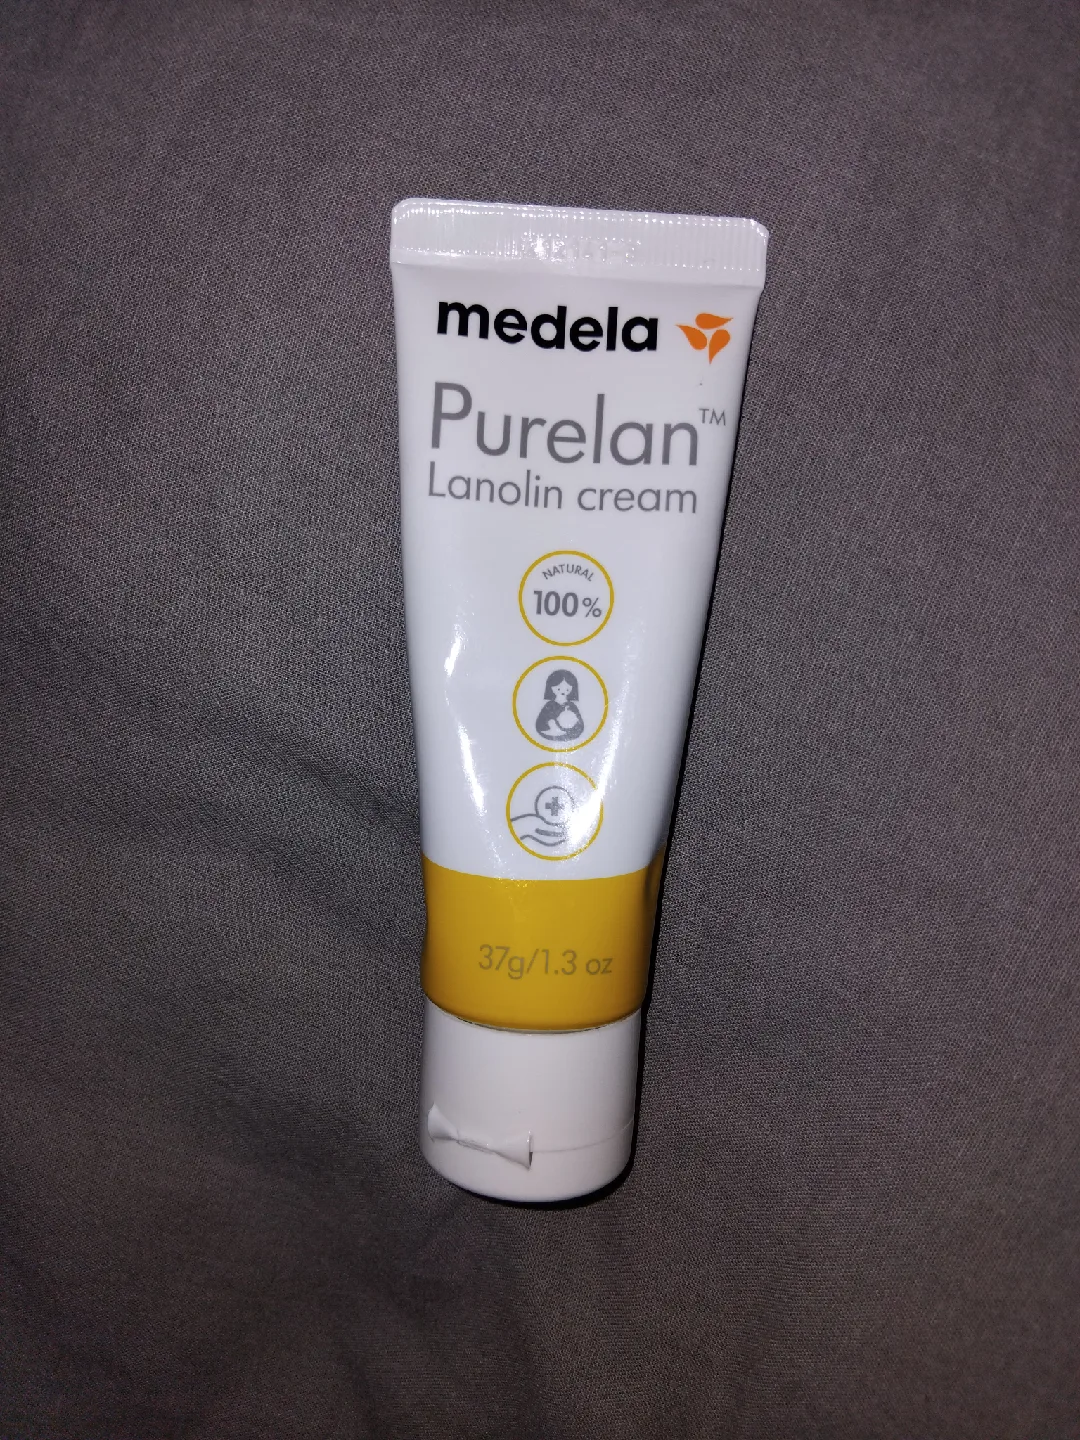 medela
Purelan™
Lanolin cream
NATURAL
100%
37g/1.3 oz